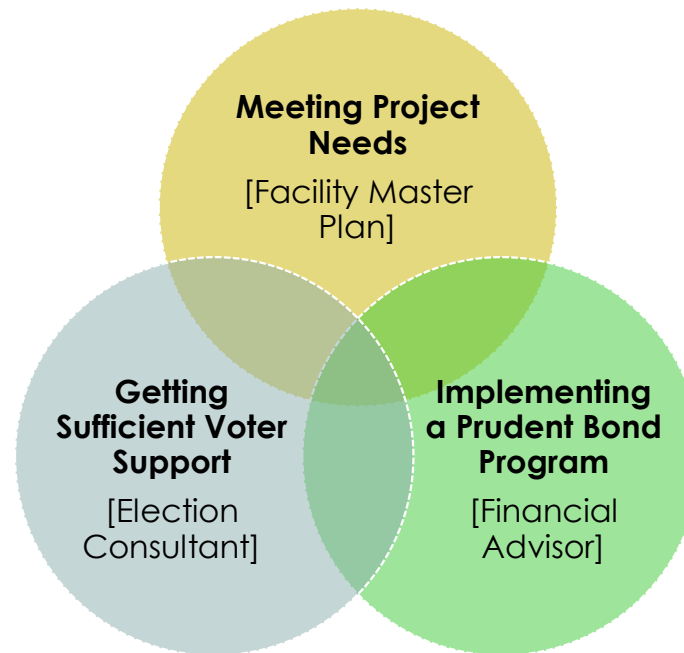 Meeting Project
Needs
[Facility Master
Plan]
Getting
Sufficient Voter
Support
[Election
Consultant]
Implementing
a Prudent Bond
Program
[Financial
Advisor]